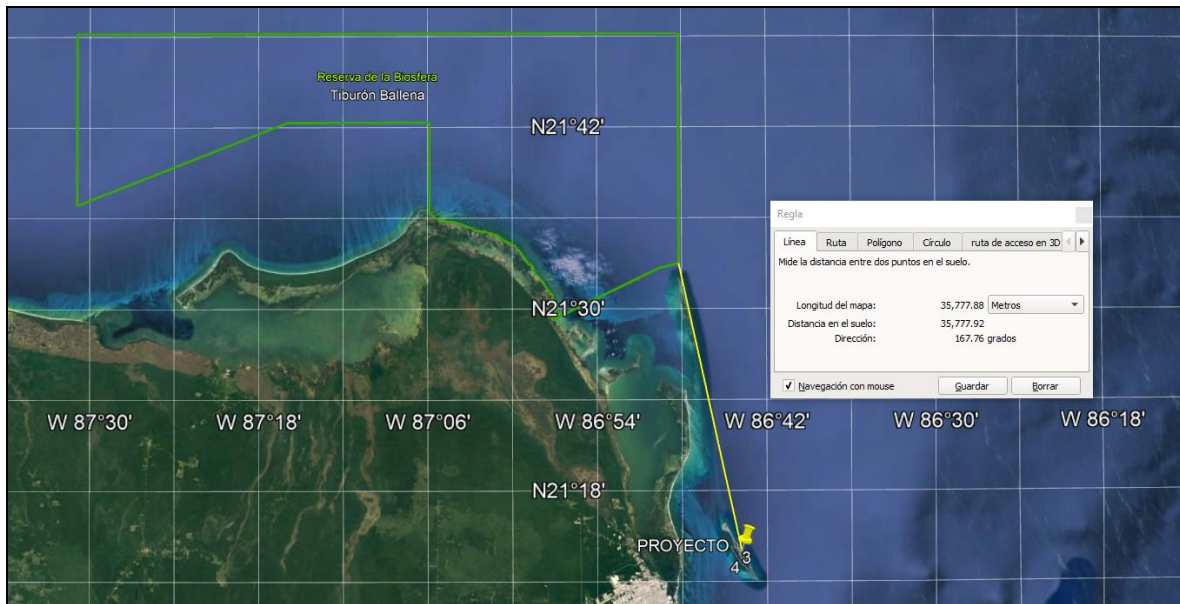 Reserva de la Biosfera
Tiburón Ballena
N21°42'
Regla
Línea Ruta Polígono Círculo ruta de acceso en 3D
Mide la distancia entre dos puntos en el suelo.
Longitud del mapa: 35,777.88 Metros
Distancia en el suelo: 35,777.92
Dirección: 167.76 grados
Navegación con mouse Guardar Borrar
N21°30'
W 87°30' W 87°18' W 87°06' W 86°54' W 86°42' W 86°30' W 86°18'
N21°18'
PROYECTO
3
4